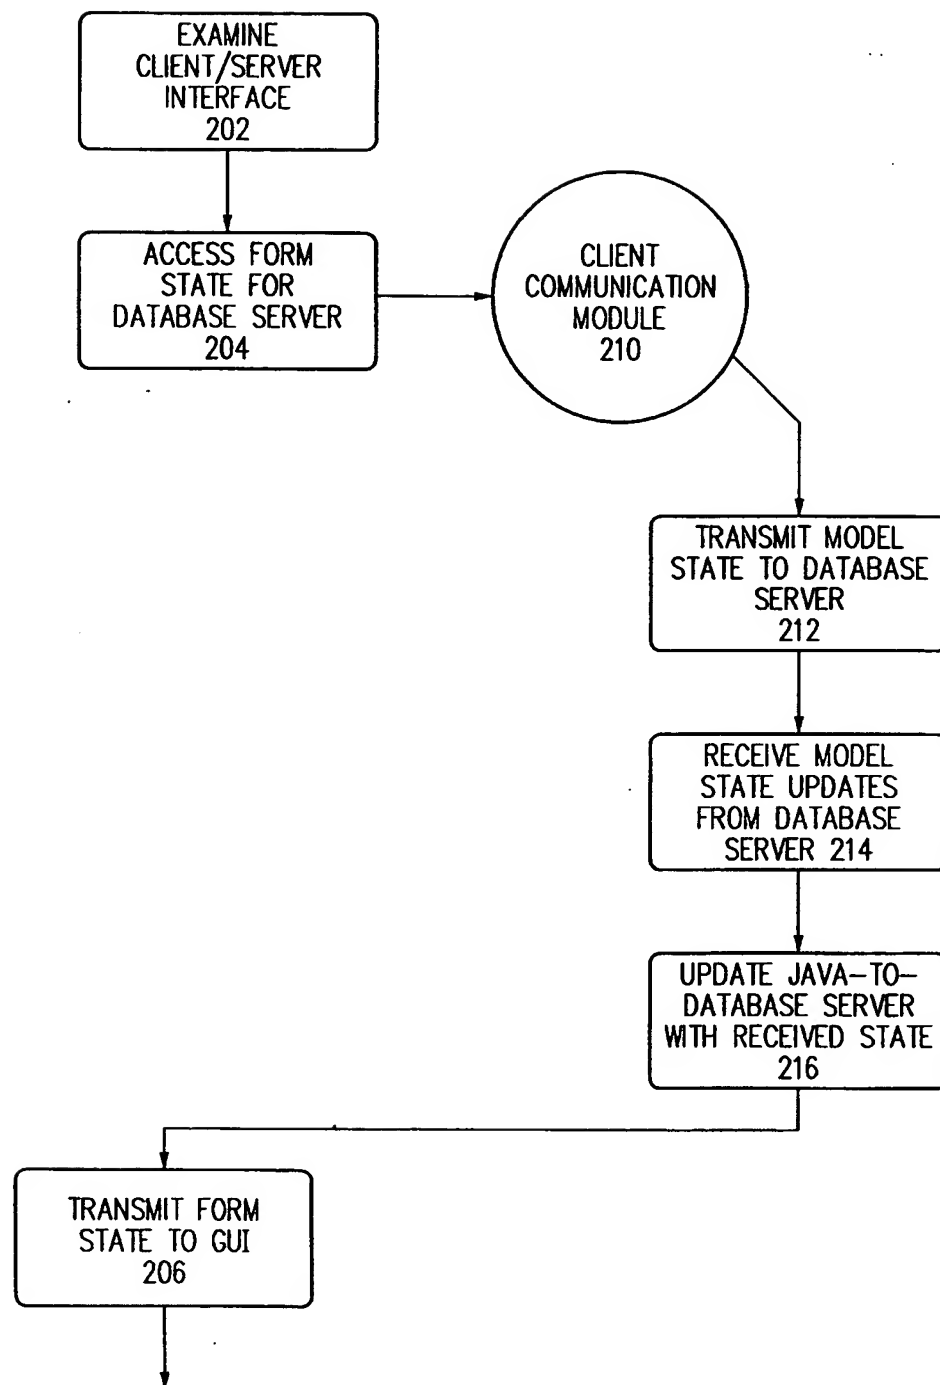 EXAMINE
CLIENT/SERVER
INTERFACE
202
ACCESS FORM
STATE FOR
DATABASE SERVER
204
CLIENT
COMMUNICATION
MODULE
210
TRANSMIT MODEL
STATE TO DATABASE
SERVER
212
RECEIVE MODEL
STATE UPDATES
FROM DATABASE
SERVER 214
UPDATE JAVA-TO-
DATABASE SERVER
WITH RECEIVED STATE
216
TRANSMIT FORM
STATE TO GUI
206